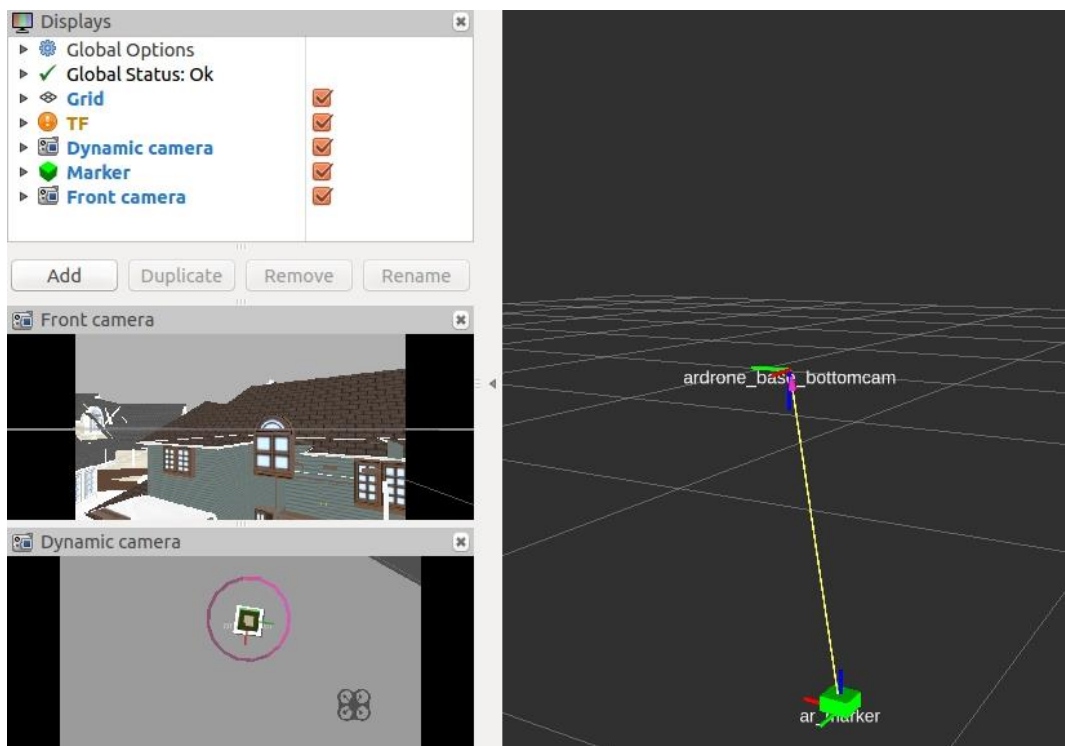 Displays
Global Options
Global Status: Ok
Grid
TF
Dynamic camera
Marker
Front camera
Add Duplicate Remove Rename
Front camera
Dynamic camera
ardrone_base_bottomcam
ar_marker